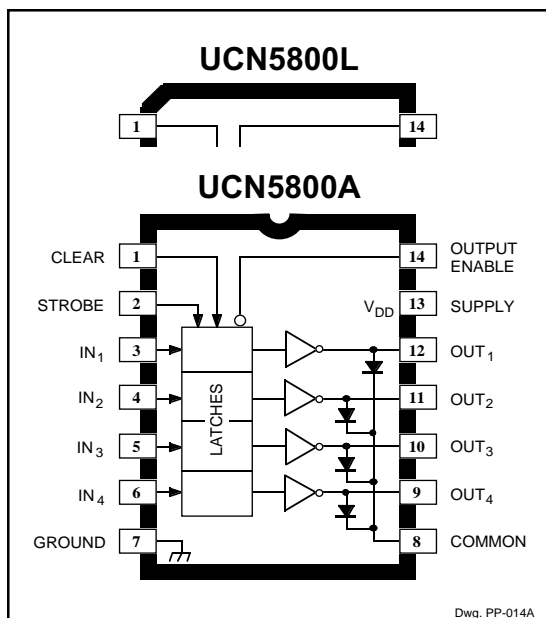 UCN5800L
1 14
UCN5800A
CLEAR 1 14 OUTPUT ENABLE
STROBE 2 V_DD 13 SUPPLY
IN₁ 3 12 OUT₁
IN₂ 4 11 OUT₂
LATCHES
IN₃ 5 10 OUT₃
IN₄ 6 9 OUT₄
GROUND 7 8 COMMON
Dwg. PP-014A